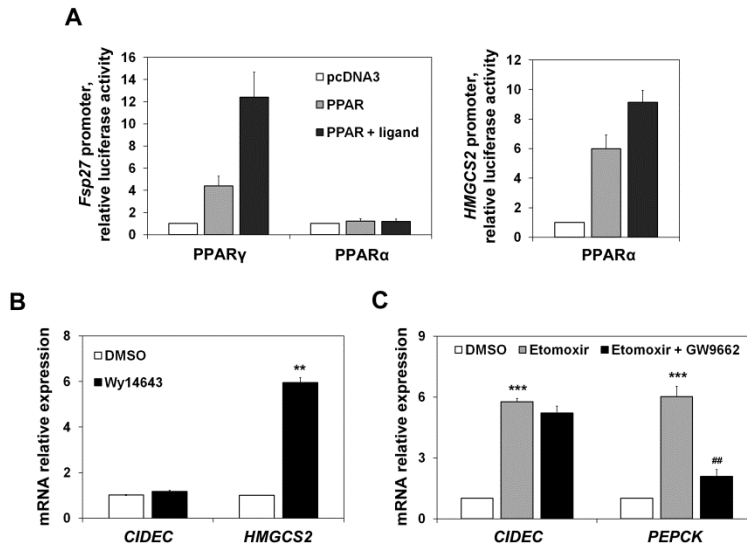 A
Fsp27 promoter,
relative luciferase activity
16
14
12
10
8
6
4
2
0
pcDNA3
PPAR
PPAR + ligand
PPARγ
PPARα
HMGCS2 promoter,
relative luciferase activity
12
10
8
6
4
2
0
PPARα
B
mRNA relative expression
8
6
4
2
0
DMSO
Wy14643
**
CIDEC
HMGCS2
C
mRNA relative expression
9
6
3
0
DMSO
Etomoxir
Etomoxir + GW9662
***
***
##
CIDEC
PEPCK